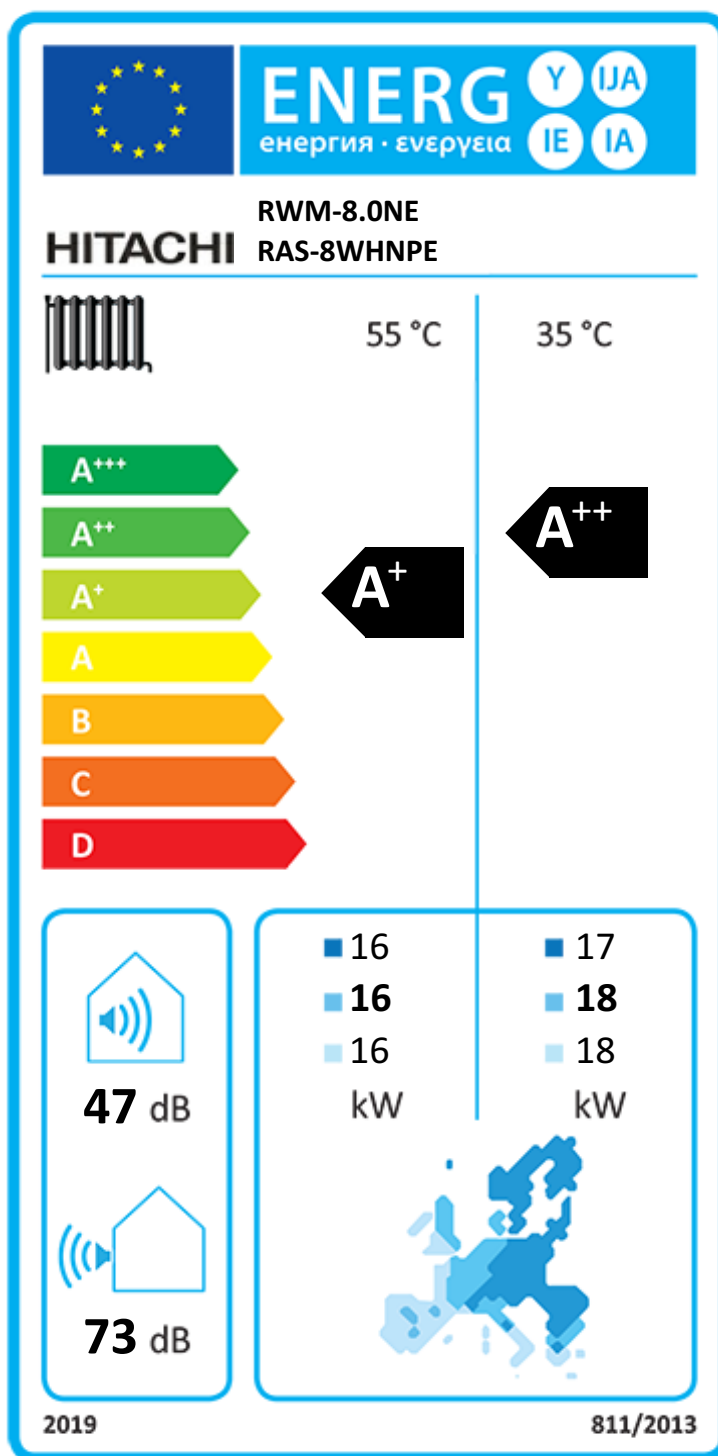 ENERG
енергия · ενεργεια
Y IJA
IE IA
HITACHI
RWM-8.0NE
RAS-8WHNPE
55 °C
35 °C
A+++
A++
A+
A
B
C
D
A+
A++
47 dB
73 dB
16
16
16
kW
17
18
18
kW
2019
811/2013